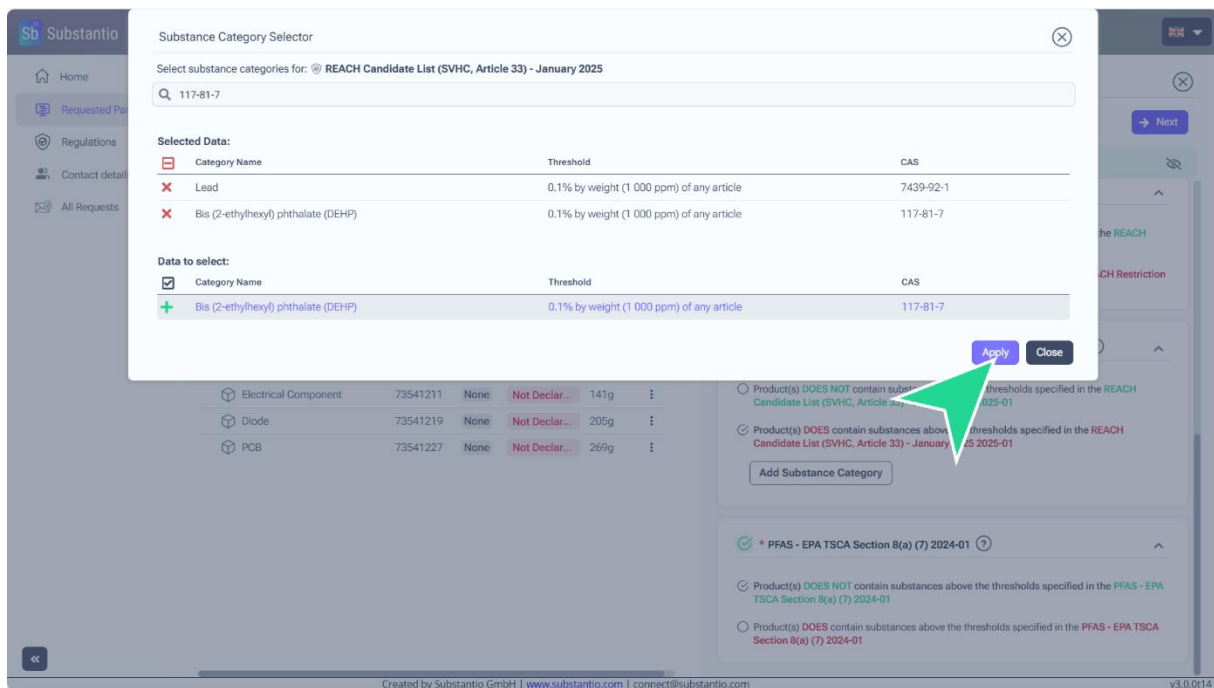 Sb Substantio
Home
Requested Pa
Regulations
Contact detail
All Requests
Substance Category Selector
Select substance categories for: REACH Candidate List (SVHC, Article 33) - January 2025
117-81-7
Selected Data:
Category Name Threshold CAS
Lead 0.1% by weight (1 000 ppm) of any article 7439-92-1
Bis (2-ethylhexyl) phthalate (DEHP) 0.1% by weight (1 000 ppm) of any article 117-81-7
Data to select:
Category Name Threshold CAS
Bis (2-ethylhexyl) phthalate (DEHP) 0.1% by weight (1 000 ppm) of any article 117-81-7
Apply Close
Next
the REACH
CH Restriction
Electrical Component 73541211 None Not Declar... 141g
Diode 73541219 None Not Declar... 205g
PCB 73541227 None Not Declar... 269g
Product(s) DOES NOT contain subst thresholds specified in the REACH
Candidate List (SVHC, Article 33) 025-01
Product(s) DOES contain substances above thresholds specified in the REACH
Candidate List (SVHC, Article 33) - January 25 2025-01
Add Substance Category
* PFAS - EPA TSCA Section 8(a) (7) 2024-01 ?
Product(s) DOES NOT contain substances above the thresholds specified in the PFAS - EPA
TSCA Section 8(a) (7) 2024-01
Product(s) DOES contain substances above the thresholds specified in the PFAS - EPA TSCA
Section 8(a) (7) 2024-01
Created by Substantio GmbH | www.substantio.com | connect@substantio.com
v3.0.0t14